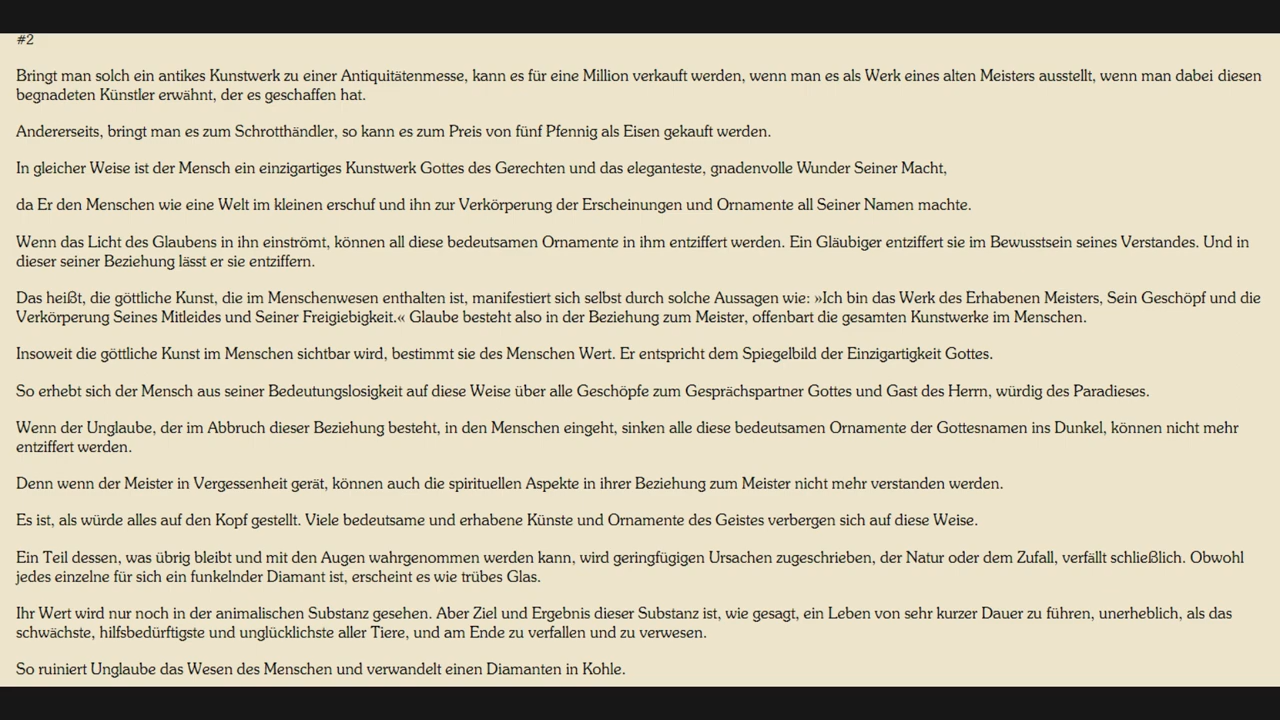 #2
Bringt man solch ein antikes Kunstwerk zu einer Antiquitätenmesse, kann es für eine Million verkauft werden, wenn man es als Werk eines alten Meisters ausstellt, wenn man dabei diesen
begnadeten Künstler erwähnt, der es geschaffen hat.
Andererseits, bringt man es zum Schrotthändler, so kann es zum Preis von fünf Pfennig als Eisen gekauft werden.
In gleicher Weise ist der Mensch ein einzigartiges Kunstwerk Gottes des Gerechten und das eleganteste, gnadenvolle Wunder Seiner Macht,
da Er den Menschen wie eine Welt im kleinen erschuf und ihn zur Verkörperung der Erscheinungen und Ornamente all Seiner Namen machte.
Wenn das Licht des Glaubens in ihn einströmt, können all diese bedeutsamen Ornamente in ihm entziffert werden. Ein Gläubiger entziffert sie im Bewusstsein seines Verstandes. Und in
dieser seiner Beziehung lässt er sie entziffern.
Das heißt, die göttliche Kunst, die im Menschenwesen enthalten ist, manifestiert sich selbst durch solche Aussagen wie: »Ich bin das Werk des Erhabenen Meisters, Sein Geschöpf und die
Verkörperung Seines Mitleides und Seiner Freigiebigkeit.« Glaube besteht also in der Beziehung zum Meister, offenbart die gesamten Kunstwerke im Menschen.
Insoweit die göttliche Kunst im Menschen sichtbar wird, bestimmt sie des Menschen Wert. Er entspricht dem Spiegelbild der Einzigartigkeit Gottes.
So erhebt sich der Mensch aus seiner Bedeutungslosigkeit auf diese Weise über alle Geschöpfe zum Gesprächspartner Gottes und Gast des Herrn, würdig des Paradieses.
Wenn der Unglaube, der im Abbruch dieser Beziehung besteht, in den Menschen eingeht, sinken alle diese bedeutsamen Ornamente der Gottesnamen ins Dunkel, können nicht mehr
entziffert werden.
Denn wenn der Meister in Vergessenheit gerät, können auch die spirituellen Aspekte in ihrer Beziehung zum Meister nicht mehr verstanden werden.
Es ist, als würde alles auf den Kopf gestellt. Viele bedeutsame und erhabene Künste und Ornamente des Geistes verbergen sich auf diese Weise.
Ein Teil dessen, was übrig bleibt und mit den Augen wahrgenommen werden kann, wird geringfügigen Ursachen zugeschrieben, der Natur oder dem Zufall, verfällt schließlich. Obwohl
jedes einzelne für sich ein funkelnder Diamant ist, erscheint es wie trübes Glas.
Ihr Wert wird nur noch in der animalischen Substanz gesehen. Aber Ziel und Ergebnis dieser Substanz ist, wie gesagt, ein Leben von sehr kurzer Dauer zu führen, unerheblich, als das
schwächste, hilfsbedürftigste und unglücklichste aller Tiere, und am Ende zu verfallen und zu verwesen.
So ruiniert Unglaube das Wesen des Menschen und verwandelt einen Diamanten in Kohle.